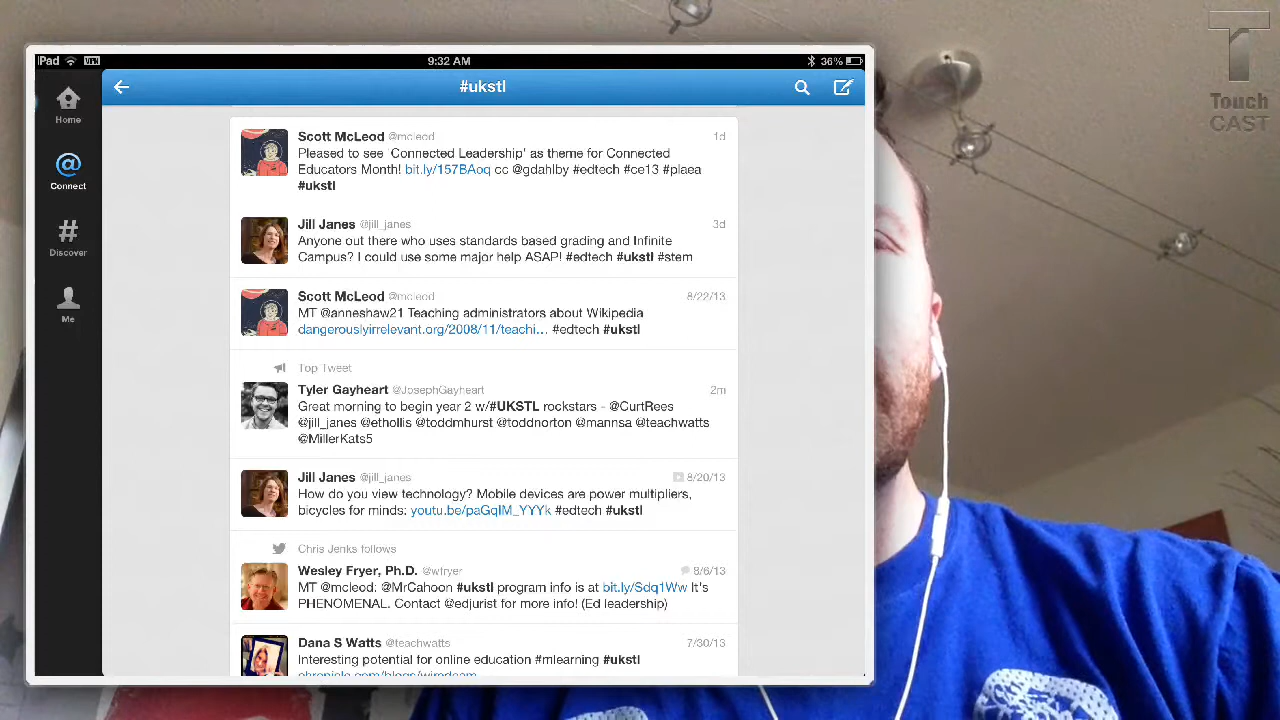 iPad VPN 9:32 AM 36%
#ukstl
Home
Connect
Discover
Me
Scott McLeod @mcleod 1d
Pleased to see 'Connected Leadership' as theme for Connected
Educators Month! bit.ly/157BAoq cc @gdahlby #edtech #ce13 #plaea
#ukstl
Jill Janes @jill_janes 3d
Anyone out there who uses standards based grading and Infinite
Campus? I could use some major help ASAP! #edtech #ukstl #stem
Scott McLeod @mcleod 8/22/13
MT @anneshaw21 Teaching administrators about Wikipedia
dangerouslyirrelevant.org/2008/11/teachi... #edtech #ukstl
Top Tweet
Tyler Gayheart @JosephGayheart 2m
Great morning to begin year 2 w/#UKSTL rockstars - @CurtRees
@jill_janes @ethollis @toddmhurst @toddnorton @mannsa @teachwatts
@MillerKats5
Jill Janes @jill_janes 8/20/13
How do you view technology? Mobile devices are power multipliers,
bicycles for minds: youtu.be/paGqIM_YYYk #edtech #ukstl
Chris Jenks follows
Wesley Fryer, Ph.D. @wfryer 8/6/13
MT @mcleod: @MrCahoon #ukstl program info is at bit.ly/Sdq1Ww It's
PHENOMENAL. Contact @edjurist for more info! (Ed leadership)
Dana S Watts @teachwatts 7/30/13
Interesting potential for online education #mlearning #ukstl
chronicle.com/blogs/wiredcam...
Touch
CAST